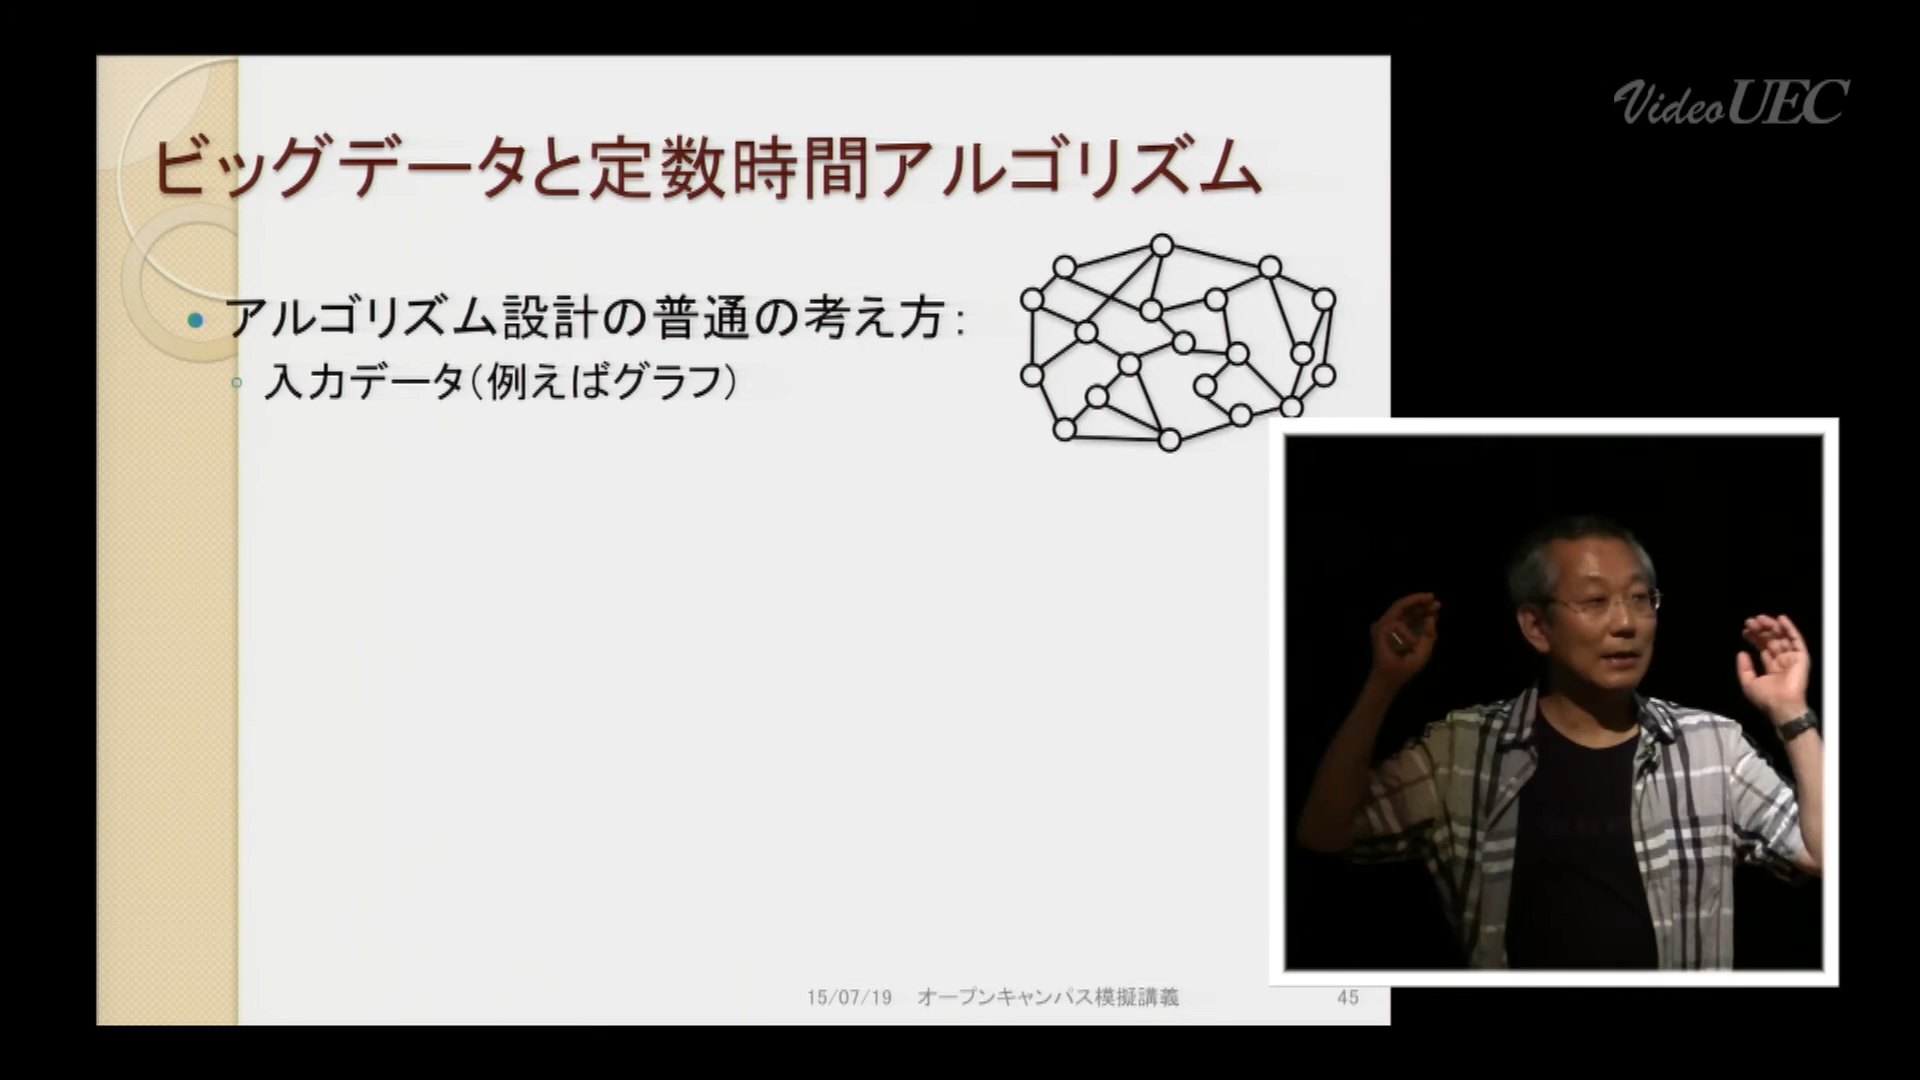 VideoUEC
ビッグデータと定数時間アルゴリズム
アルゴリズム設計の普通の考え方：
入力データ（例えばグラフ）
15/07/19 オープンキャンパス模擬講義 45